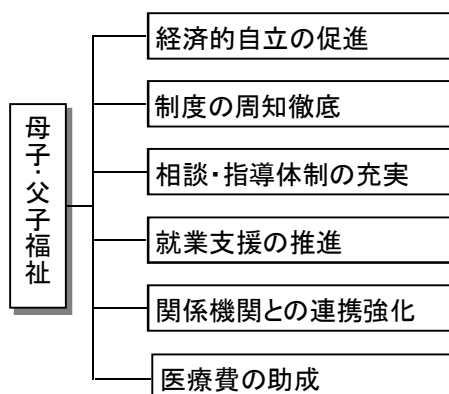 母子・父子福祉
経済的自立の促進
制度の周知徹底
相談・指導体制の充実
就業支援の推進
関係機関との連携強化
医療費の助成